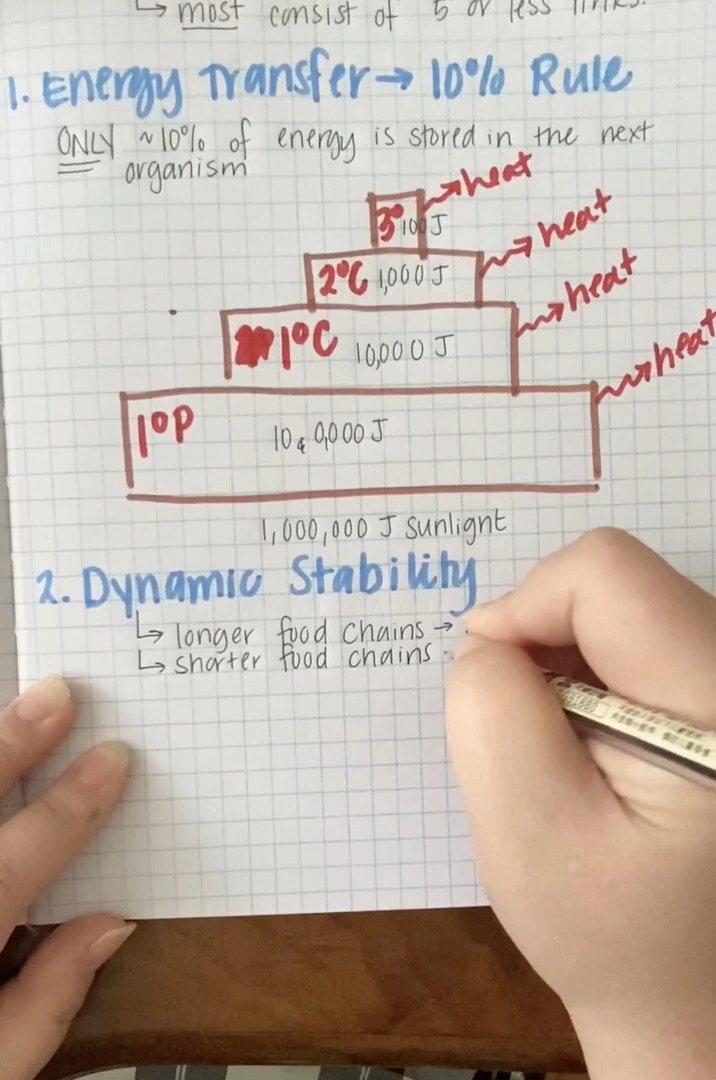 ↳ most consist of 5 or less links.
1. Energy Transfer → 10% Rule
ONLY ~10% of energy is stored in the next
organism
3° 100 J → heat
2°C 1,000 J → heat
1°C 10,000 J → heat
1°P 100,000 J → heat
1,000,000 J sunlight
2. Dynamic Stability
↳ longer food chains →
↳ shorter food chains